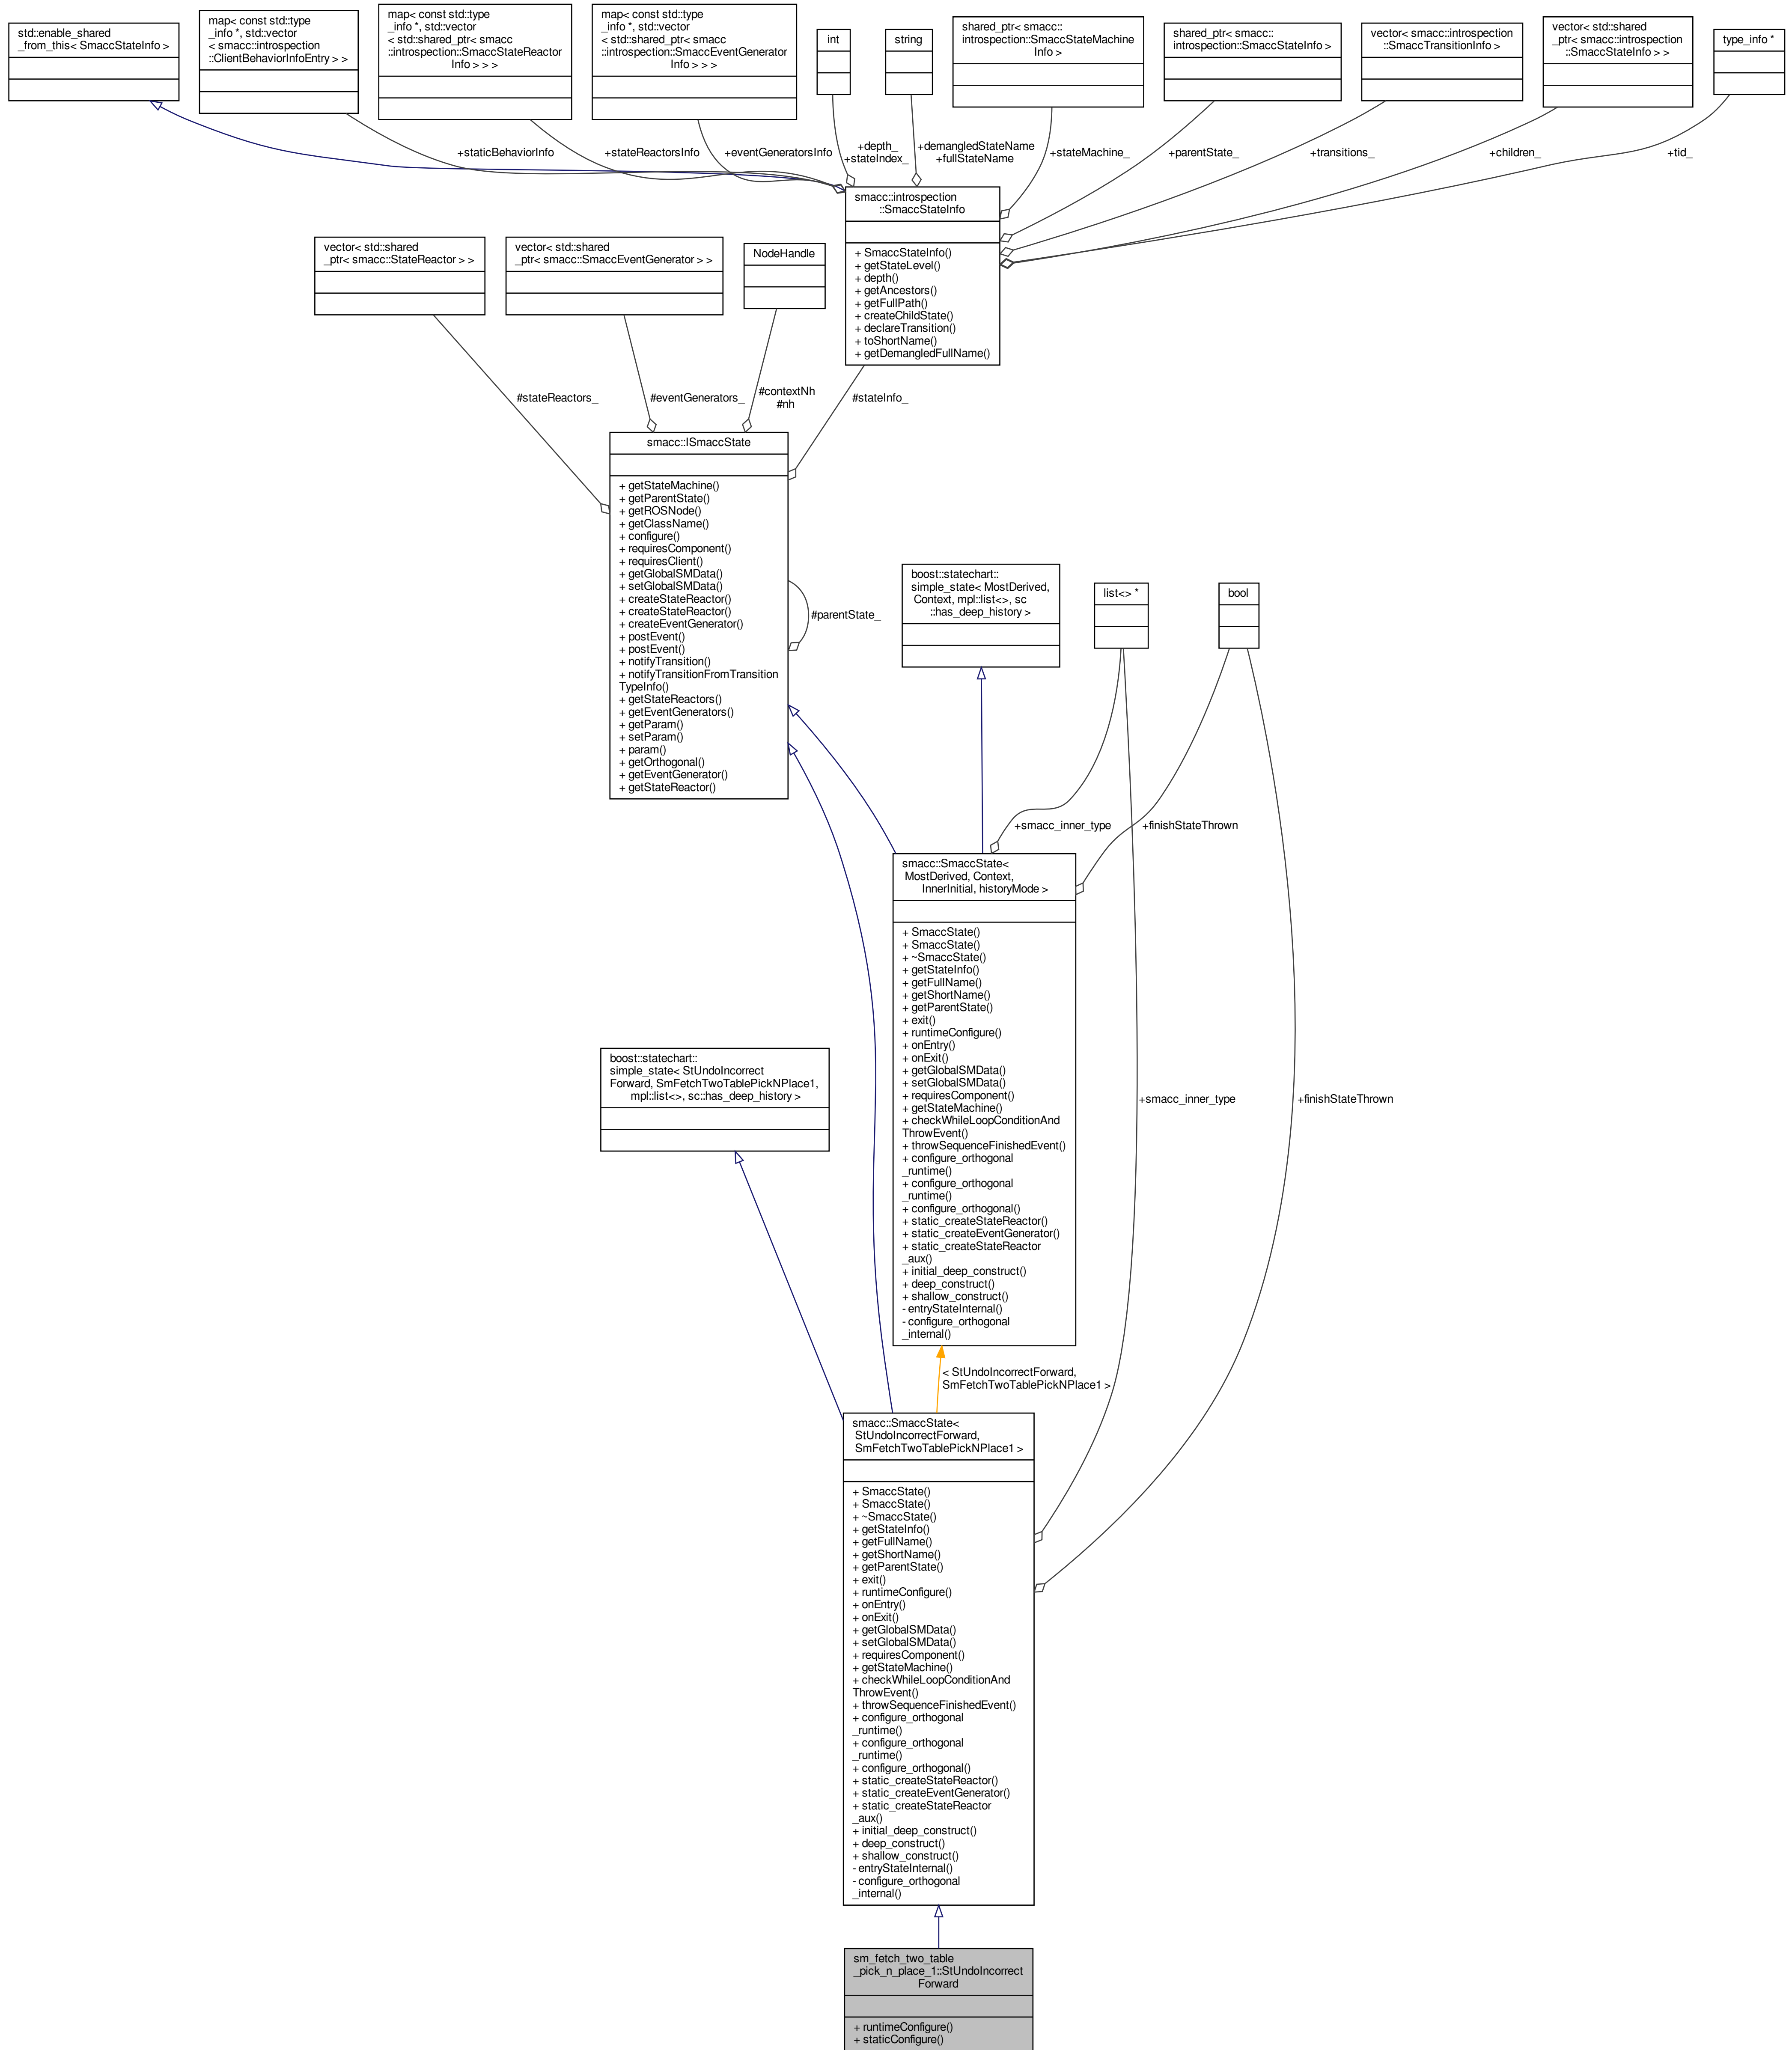 std::enable_shared
_from_this< SmaccStateInfo >
map< const std::type
_info *, std::vector
< smacc::introspection
::ClientBehaviorInfoEntry > >
map< const std::type
_info *, std::vector
< std::shared_ptr< smacc
::introspection::SmaccStateReactor
Info > > >
map< const std::type
_info *, std::vector
< std::shared_ptr< smacc
::introspection::SmaccEventGenerator
Info > > >
int
string
shared_ptr< smacc::
introspection::SmaccStateMachine
Info >
shared_ptr< smacc::
introspection::SmaccStateInfo >
vector< smacc::introspection
::SmaccTransitionInfo >
vector< std::shared
_ptr< smacc::introspection
::SmaccStateInfo > >
type_info *
+staticBehaviorInfo
+stateReactorsInfo
+eventGeneratorsInfo
+depth_
+stateIndex_
+demangledStateName
+fullStateName
+stateMachine_
+parentState_
+transitions_
+children_
+tid_
smacc::introspection
::SmaccStateInfo
+ SmaccStateInfo()
+ getStateLevel()
+ depth()
+ getAncestors()
+ getFullPath()
+ createChildState()
+ declareTransition()
+ toShortName()
+ getDemangledFullName()
vector< std::shared
_ptr< smacc::StateReactor > >
vector< std::shared
_ptr< smacc::SmaccEventGenerator > >
NodeHandle
#stateReactors_
#eventGenerators_
#contextNh
#nh
#stateInfo_
smacc::ISmaccState
+ getStateMachine()
+ getParentState()
+ getROSNode()
+ getClassName()
+ configure()
+ requiresComponent()
+ requiresClient()
+ getGlobalSMData()
+ setGlobalSMData()
+ createStateReactor()
+ createStateReactor()
+ createEventGenerator()
+ postEvent()
+ postEvent()
+ notifyTransition()
+ notifyTransitionFromTransition
TypeInfo()
+ getStateReactors()
+ getEventGenerators()
+ getParam()
+ setParam()
+ param()
+ getOrthogonal()
+ getEventGenerator()
+ getStateReactor()
#parentState_
boost::statechart::
simple_state< MostDerived,
Context, mpl::list<>, sc
::has_deep_history >
list<> *
bool
+smacc_inner_type
+finishStateThrown
smacc::SmaccState<
MostDerived, Context,
InnerInitial, historyMode >
+ SmaccState()
+ SmaccState()
+ ~SmaccState()
+ getStateInfo()
+ getFullName()
+ getShortName()
+ getParentState()
+ exit()
+ runtimeConfigure()
+ onEntry()
+ onExit()
+ getGlobalSMData()
+ setGlobalSMData()
+ requiresComponent()
+ getStateMachine()
+ checkWhileLoopConditionAnd
ThrowEvent()
+ throwSequenceFinishedEvent()
+ configure_orthogonal
_runtime()
+ configure_orthogonal
_runtime()
+ configure_orthogonal()
+ static_createStateReactor()
+ static_createEventGenerator()
+ static_createStateReactor
_aux()
+ initial_deep_construct()
+ deep_construct()
+ shallow_construct()
- entryStateInternal()
- configure_orthogonal
_internal()
boost::statechart::
simple_state< StUndoIncorrect
Forward, SmFetchTwoTablePickNPlace1,
mpl::list<>, sc::has_deep_history >
+smacc_inner_type
+finishStateThrown
< StUndoIncorrectForward,
SmFetchTwoTablePickNPlace1 >
smacc::SmaccState<
StUndoIncorrectForward,
SmFetchTwoTablePickNPlace1 >
+ SmaccState()
+ SmaccState()
+ ~SmaccState()
+ getStateInfo()
+ getFullName()
+ getShortName()
+ getParentState()
+ exit()
+ runtimeConfigure()
+ onEntry()
+ onExit()
+ getGlobalSMData()
+ setGlobalSMData()
+ requiresComponent()
+ getStateMachine()
+ checkWhileLoopConditionAnd
ThrowEvent()
+ throwSequenceFinishedEvent()
+ configure_orthogonal
_runtime()
+ configure_orthogonal
_runtime()
+ configure_orthogonal()
+ static_createStateReactor()
+ static_createEventGenerator()
+ static_createStateReactor
_aux()
+ initial_deep_construct()
+ deep_construct()
+ shallow_construct()
- entryStateInternal()
- configure_orthogonal
_internal()
sm_fetch_two_table
_pick_n_place_1::StUndoIncorrect
Forward
+ runtimeConfigure()
+ staticConfigure()